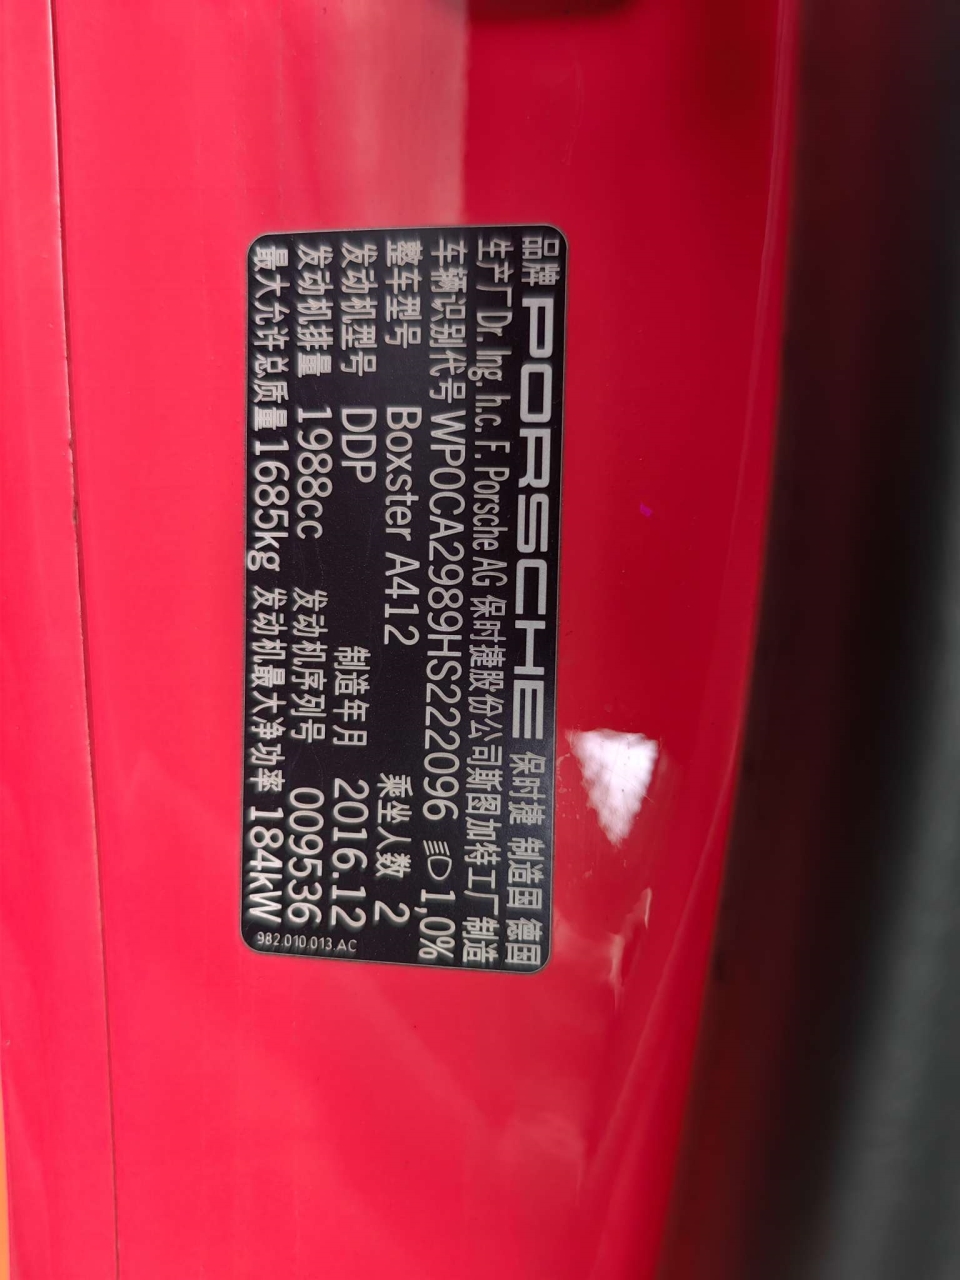 品牌 PORSCHE 保时捷 制造国 德国
生产厂 Dr. Ing. h.c. F. Porsche AG 保时捷股份公司斯图加特工厂 制造
车辆识别代号 WP0CA2989HS222096 1,0%
整车型号 Boxster A412 乘坐人数 2
发动机型号 DDP 制造年月 2016.12
发动机排量 1988cc 发动机序列号 009536
最大允许总质量 1685kg 发动机最大净功率 184kW
982.010.013.AC